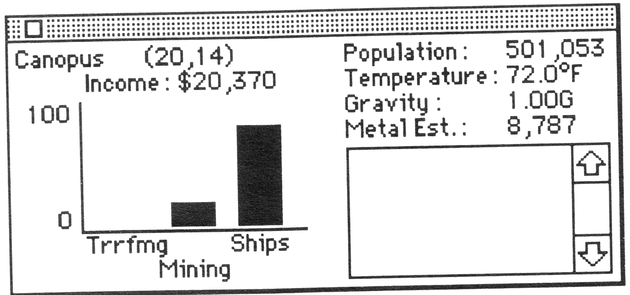 Canopus (20,14)
Income: $20,370
100
0
Trrfmg Ships
Mining
Population: 501,053
Temperature: 72.0°F
Gravity: 1.00G
Metal Est.: 8,787